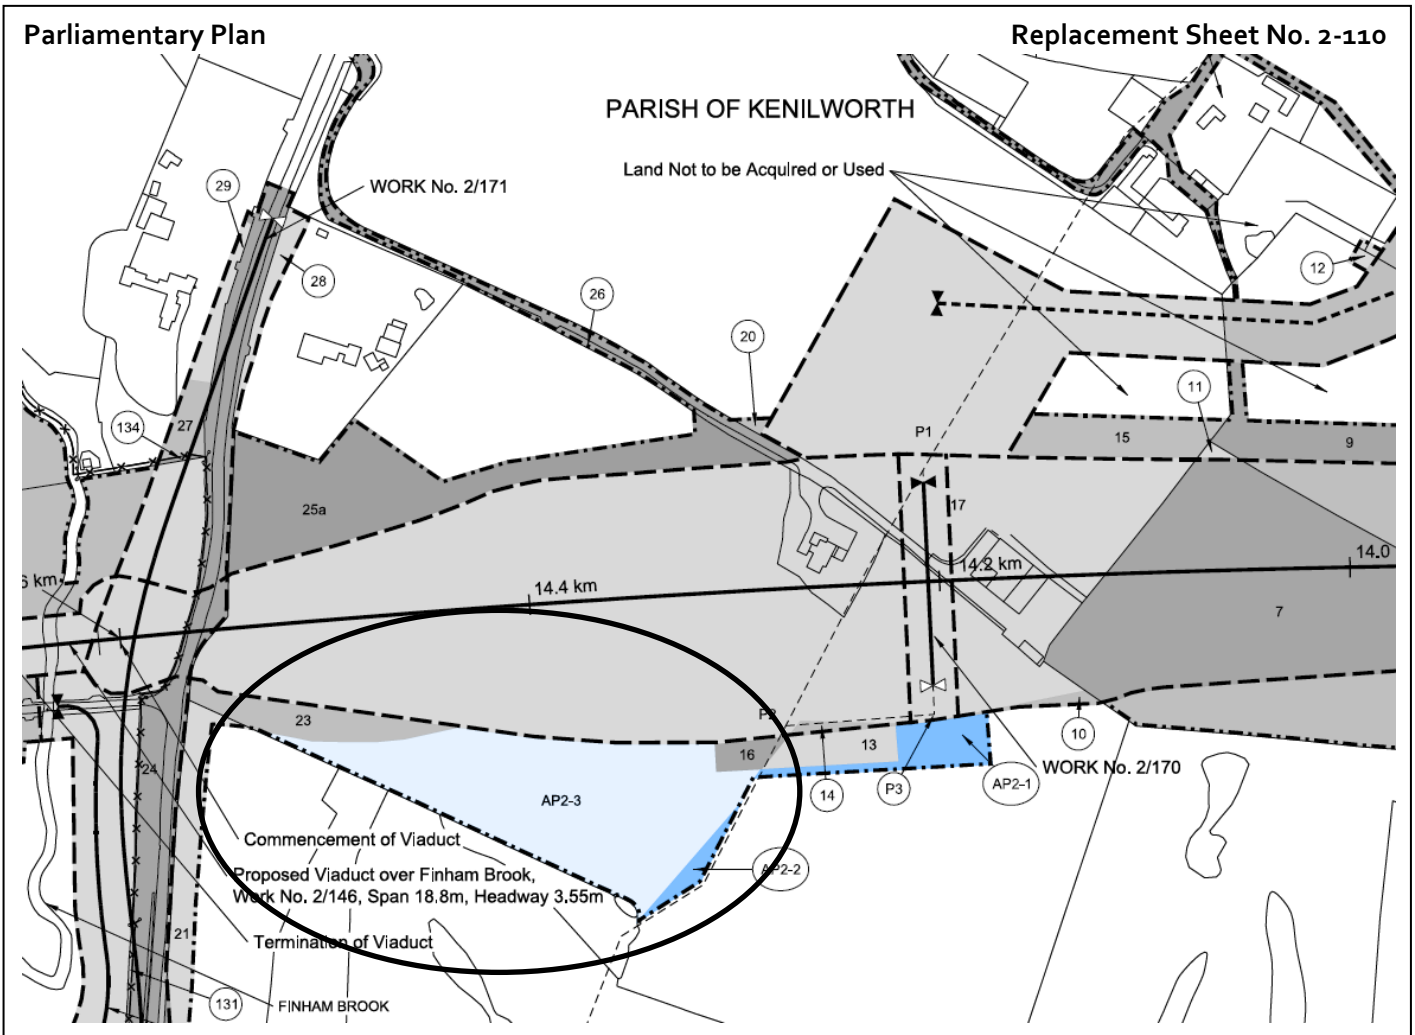 Parliamentary Plan
Replacement Sheet No. 2-110
PARISH OF KENILWORTH
Land Not to be Acquired or Used
WORK No. 2/171
29
28
26
12
20
11
27
134
P1
15
9
25a
17
6 km
14.4 km
14.2 km
14.0
7
23
P2
16
14
13
10
AP2-1
P3
WORK No. 2/170
24
AP2-3
Commencement of Viaduct
AP2-2
Proposed Viaduct over Finham Brook,
Work No. 2/146, Span 18.8m, Headway 3.55m
21
Termination of Viaduct
131
FINHAM BROOK